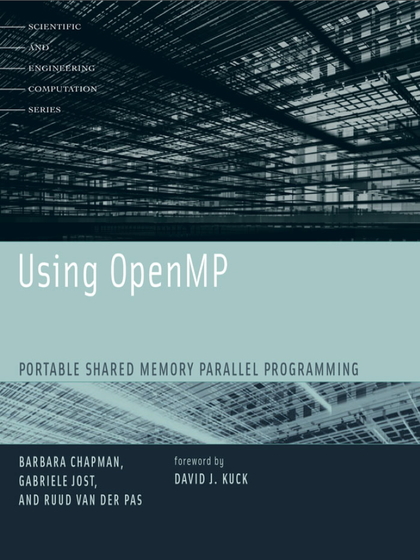 SCIENTIFIC
AND
ENGINEERING
COMPUTATION
SERIES
Using OpenMP
PORTABLE SHARED MEMORY PARALLEL PROGRAMMING
BARBARA CHAPMAN,
GABRIELE JOST,
AND RUUD VAN DER PAS
foreword by
DAVID J. KUCK